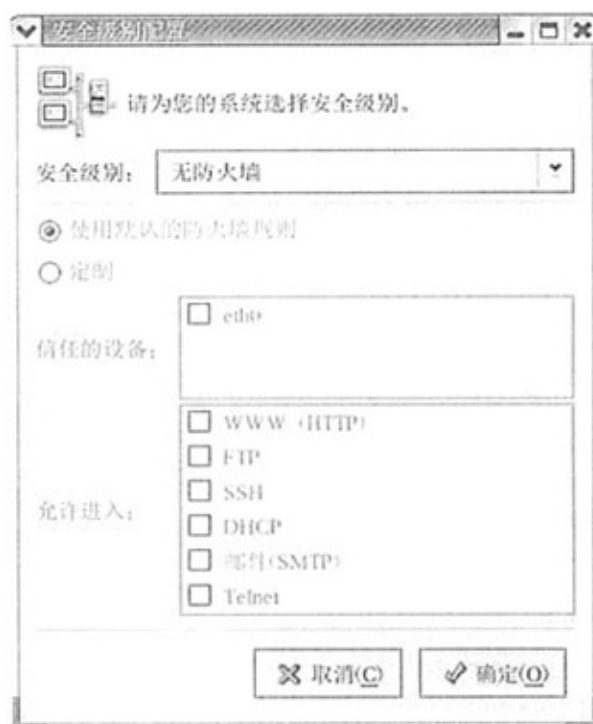 安全级别配置
请为您的系统选择安全级别。
安全级别： 无防火墙
使用默认的防火墙规则
定制
信任的设备：
eth0
允许进入：
WWW (HTTP)
FTP
SSH
DHCP
邮件(SMTP)
Telnet
取消(C) 确定(O)